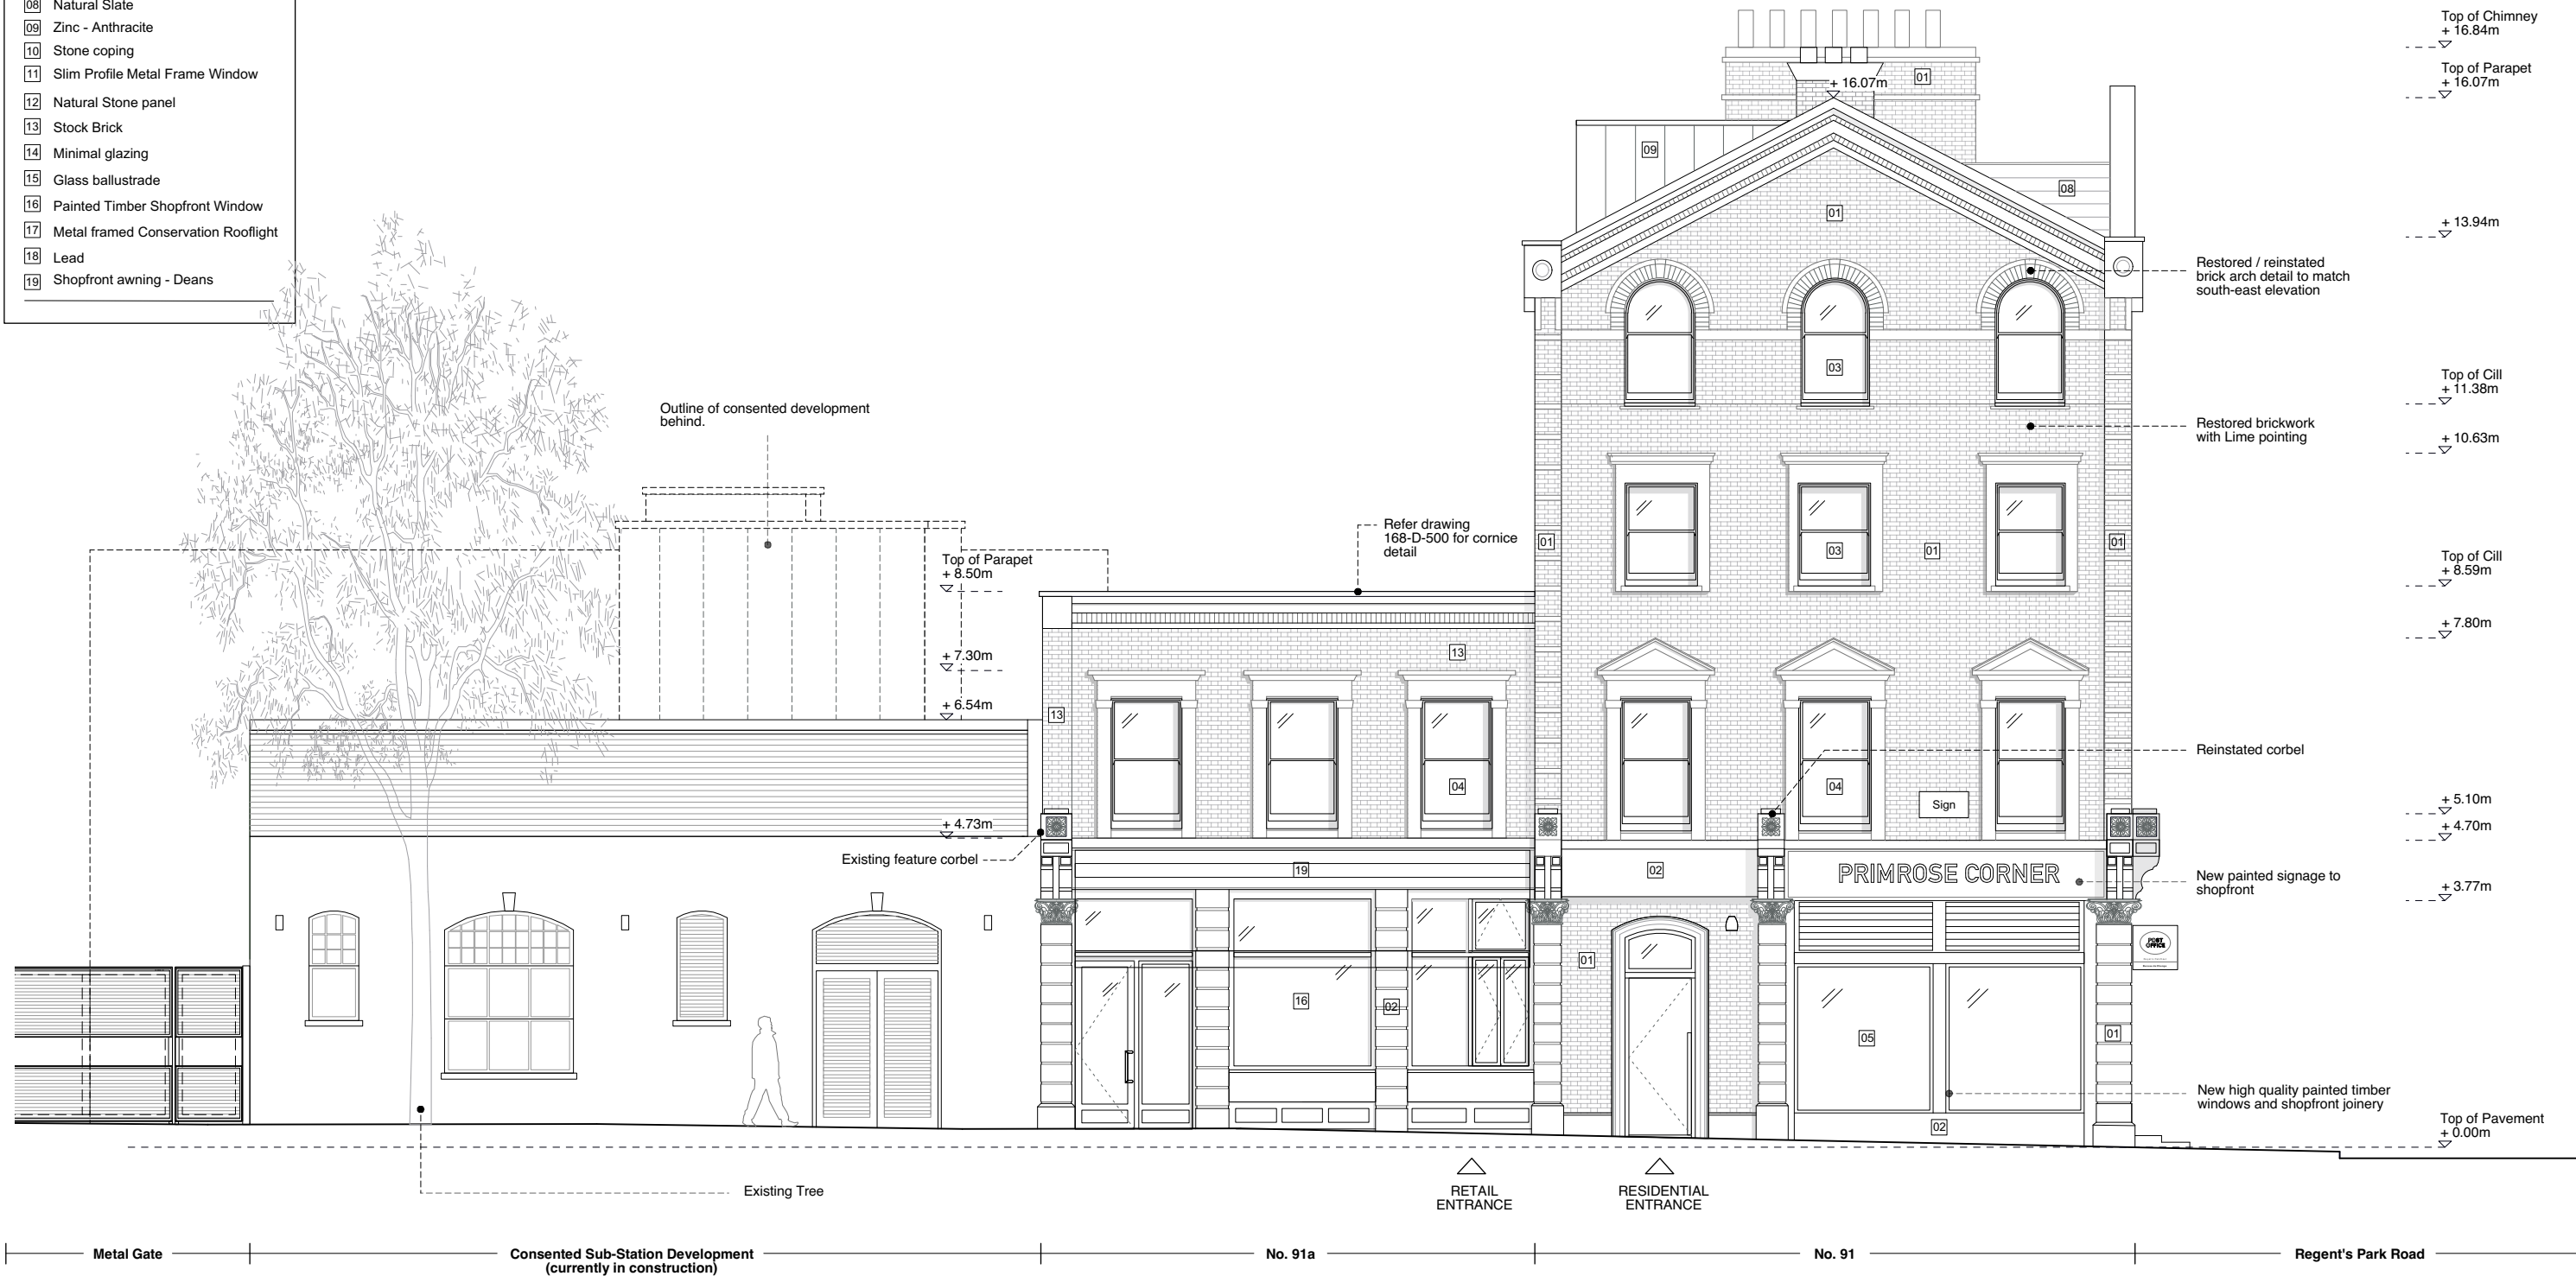 08 Natural Slate
09 Zinc - Anthracite
10 Stone coping
11 Slim Profile Metal Frame Window
12 Natural Stone panel
13 Stock Brick
14 Minimal glazing
15 Glass ballustrade
16 Painted Timber Shopfront Window
17 Metal framed Conservation Rooflight
18 Lead
19 Shopfront awning - Deans
Outline of consented development
behind.
Top of Parapet
+ 8.50m
+ 7.30m
+ 6.54m
+ 4.73m
Existing feature corbel
Existing Tree
Refer drawing
168-D-500 for cornice
detail
13
13
04
19
16
02
+ 16.07m
01
09
08
01
03
01
03
01
01
04
Sign
02
PRIMROSE CORNER
POST
OFFICE
01
05
01
02
Top of Chimney
+ 16.84m
Top of Parapet
+ 16.07m
+ 13.94m
Restored / reinstated
brick arch detail to match
south-east elevation
Top of Cill
+ 11.38m
Restored brickwork
with Lime pointing
+ 10.63m
Top of Cill
+ 8.59m
+ 7.80m
Reinstated corbel
+ 5.10m
+ 4.70m
New painted signage to
shopfront
+ 3.77m
New high quality painted timber
windows and shopfront joinery
Top of Pavement
+ 0.00m
RETAIL
ENTRANCE
RESIDENTIAL
ENTRANCE
Metal Gate
Consented Sub-Station Development
(currently in construction)
No. 91a
No. 91
Regent's Park Road